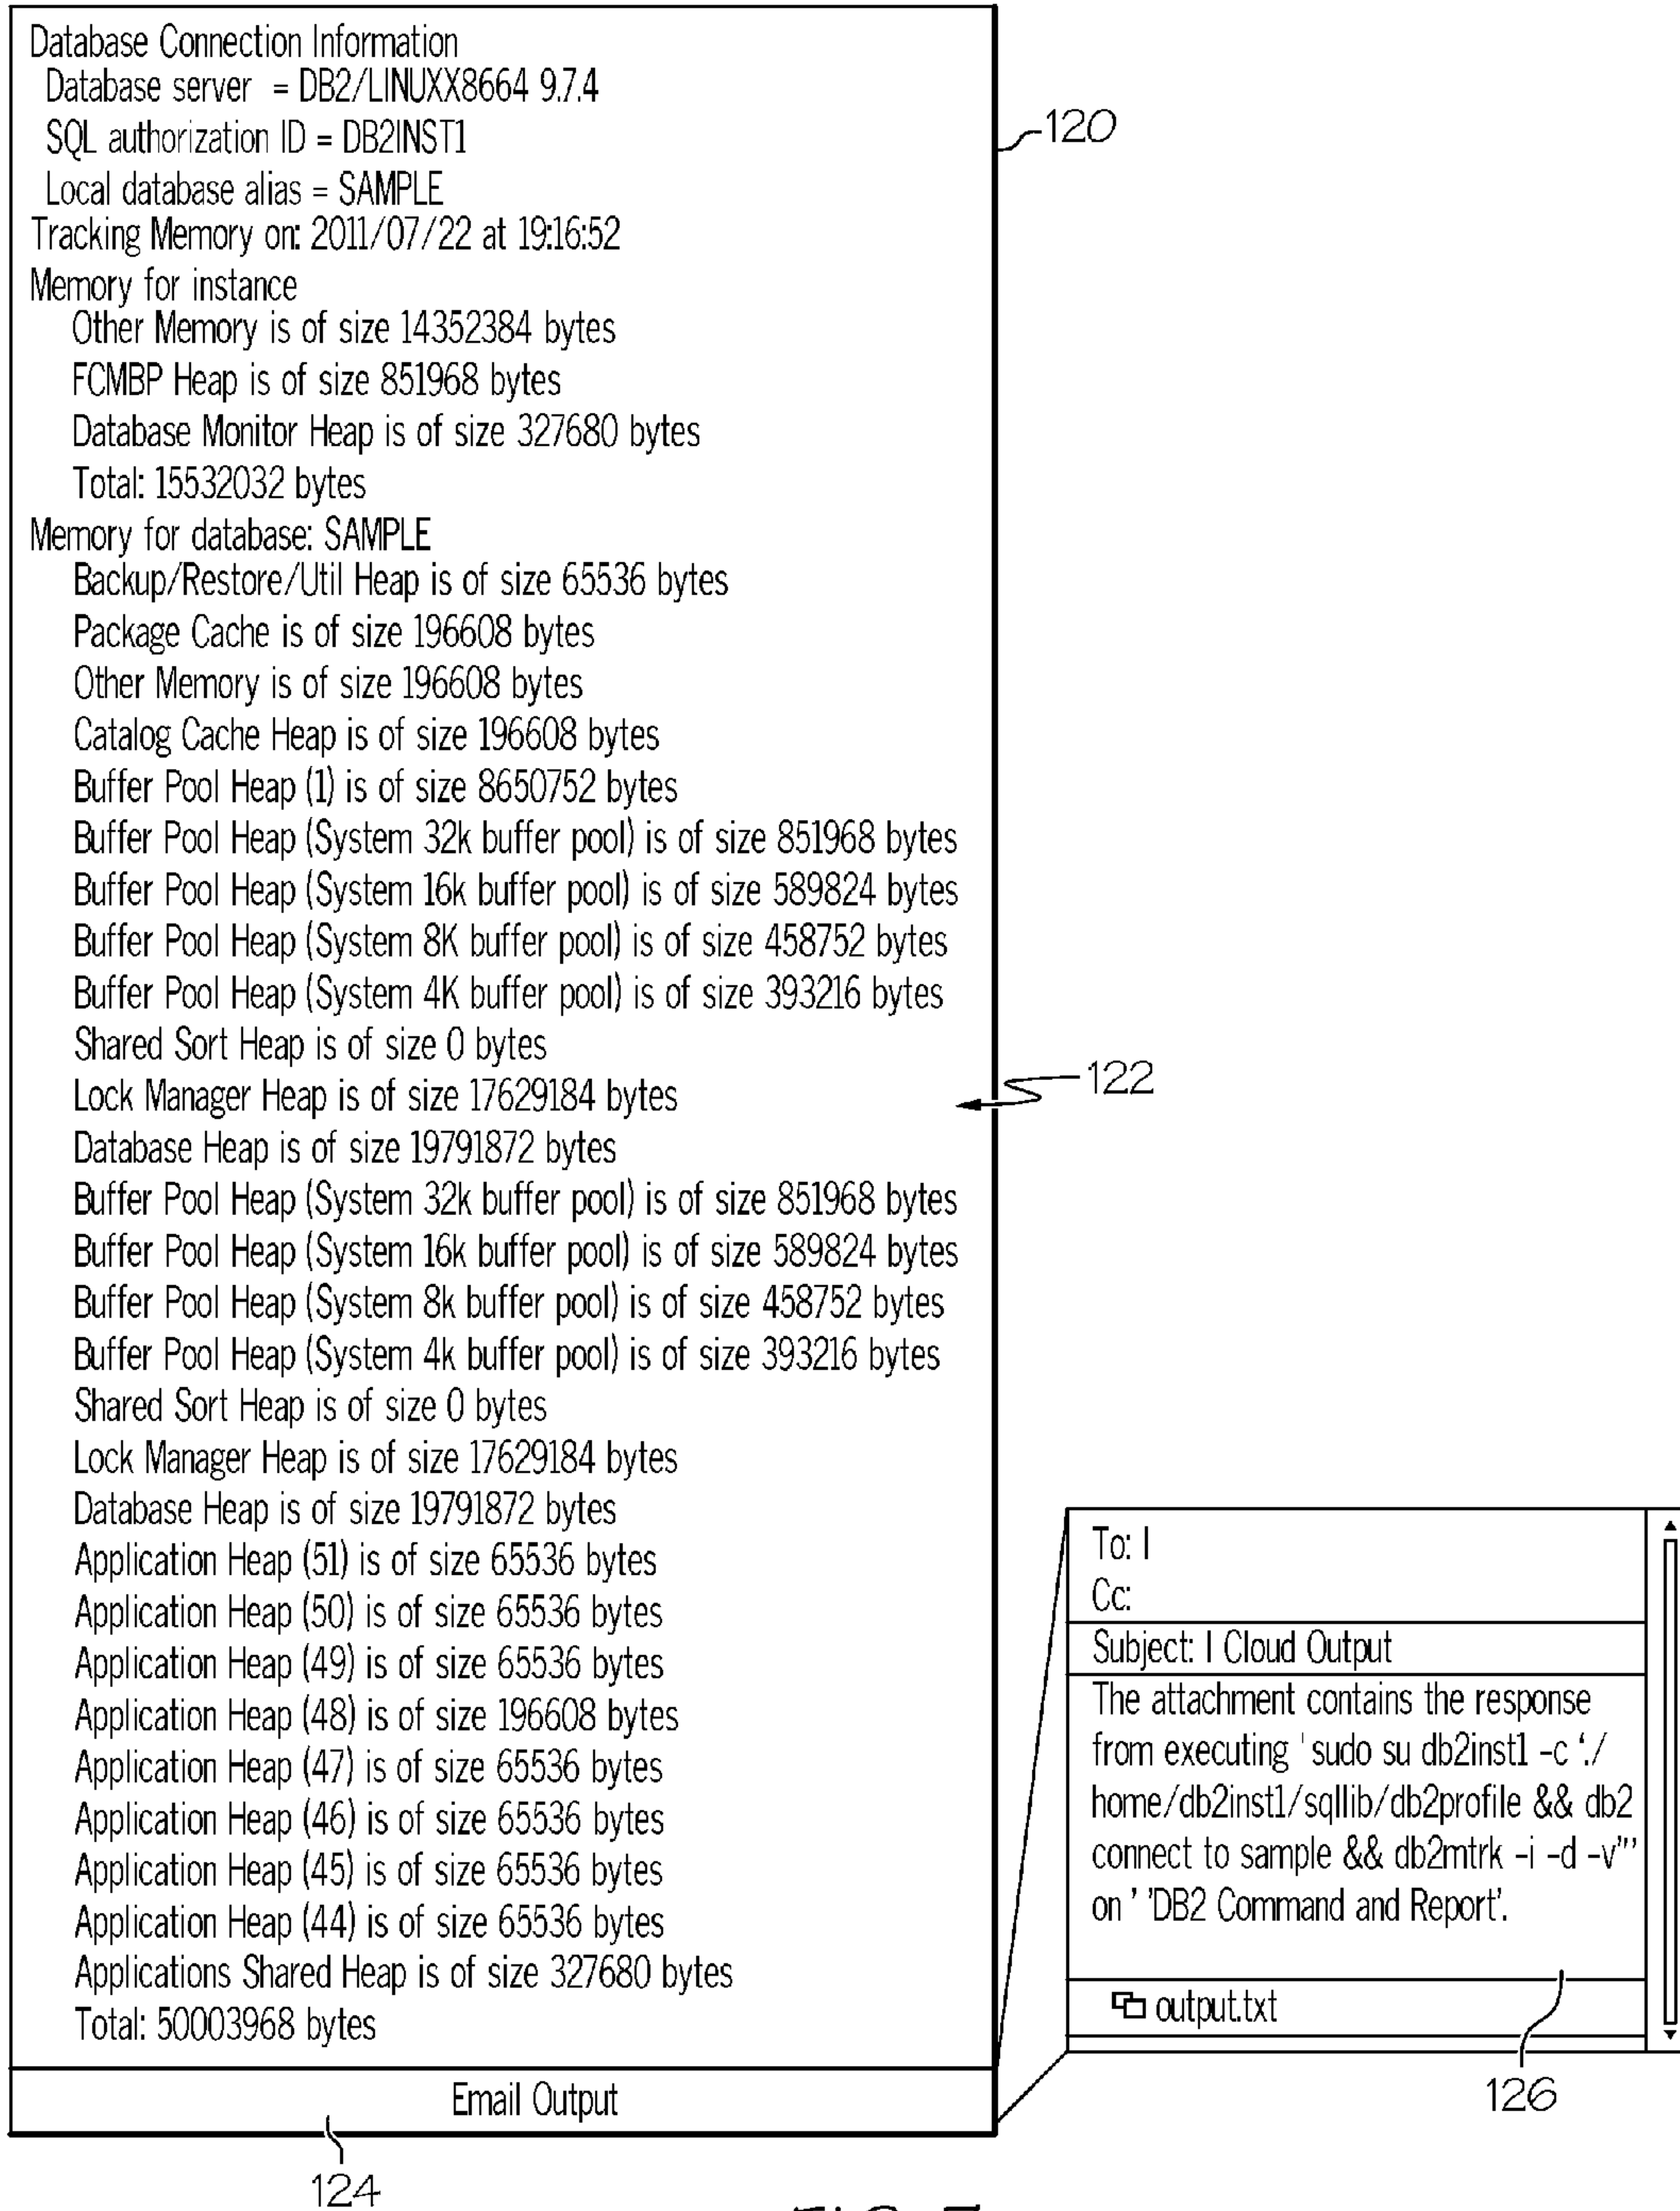 Database Connection Information
Database server = DB2/LINUXX8664 9.7.4
SQL authorization ID = DB2INST1
Local database alias = SAMPLE
Tracking Memory on: 2011/07/22 at 19:16:52
Memory for instance
Other Memory is of size 14352384 bytes
FCMBP Heap is of size 851968 bytes
Database Monitor Heap is of size 327680 bytes
Total: 15532032 bytes
Memory for database: SAMPLE
Backup/Restore/Util Heap is of size 65536 bytes
Package Cache is of size 196608 bytes
Other Memory is of size 196608 bytes
Catalog Cache Heap is of size 196608 bytes
Buffer Pool Heap (1) is of size 8650752 bytes
Buffer Pool Heap (System 32k buffer pool) is of size 851968 bytes
Buffer Pool Heap (System 16k buffer pool) is of size 589824 bytes
Buffer Pool Heap (System 8K buffer pool) is of size 458752 bytes
Buffer Pool Heap (System 4K buffer pool) is of size 393216 bytes
Shared Sort Heap is of size 0 bytes
Lock Manager Heap is of size 17629184 bytes
Database Heap is of size 19791872 bytes
Buffer Pool Heap (System 32k buffer pool) is of size 851968 bytes
Buffer Pool Heap (System 16k buffer pool) is of size 589824 bytes
Buffer Pool Heap (System 8k buffer pool) is of size 458752 bytes
Buffer Pool Heap (System 4k buffer pool) is of size 393216 bytes
Shared Sort Heap is of size 0 bytes
Lock Manager Heap is of size 17629184 bytes
Database Heap is of size 19791872 bytes
Application Heap (51) is of size 65536 bytes
Application Heap (50) is of size 65536 bytes
Application Heap (49) is of size 65536 bytes
Application Heap (48) is of size 196608 bytes
Application Heap (47) is of size 65536 bytes
Application Heap (46) is of size 65536 bytes
Application Heap (45) is of size 65536 bytes
Application Heap (44) is of size 65536 bytes
Applications Shared Heap is of size 327680 bytes
Total: 50003968 bytes
Email Output
120
122
124
To: I
Cc:
Subject: I Cloud Output
The attachment contains the response
from executing 'sudo su db2inst1 -c './
home/db2inst1/sqllib/db2profile && db2
connect to sample && db2mtrk -i -d -v"'
on ' 'DB2 Command and Report'.
output.txt
126